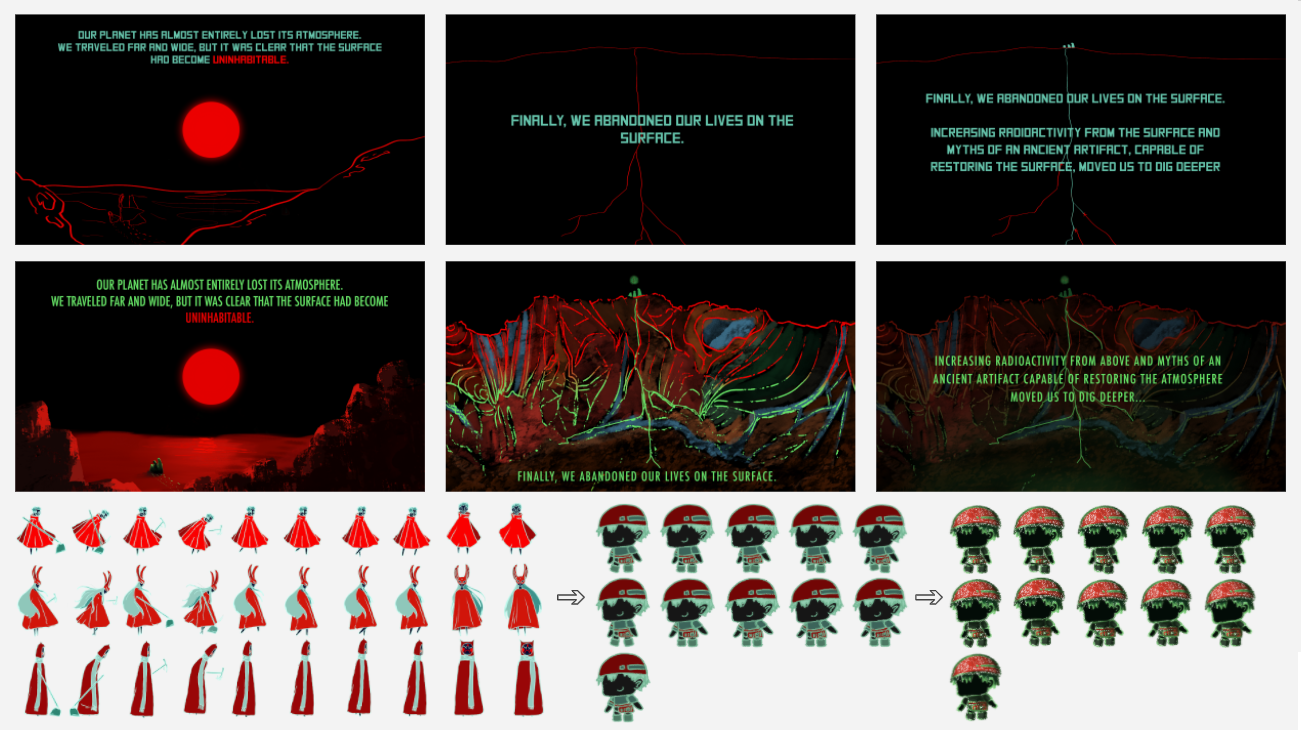 OUR PLANET HAS ALMOST ENTIRELY LOST ITS ATMOSPHERE.
WE TRAVELED FAR AND WIDE, BUT IT WAS CLEAR THAT THE SURFACE
HAD BECOME UNINHABITABLE.
FINALLY, WE ABANDONED OUR LIVES ON THE
SURFACE.
FINALLY, WE ABANDONED OUR LIVES ON THE SURFACE.
INCREASING RADIOACTIVITY FROM THE SURFACE AND
MYTHS OF AN ANCIENT ARTIFACT, CAPABLE OF
RESTORING THE SURFACE, MOVED US TO DIG DEEPER
OUR PLANET HAS ALMOST ENTIRELY LOST ITS ATMOSPHERE.
WE TRAVELED FAR AND WIDE, BUT IT WAS CLEAR THAT THE SURFACE HAD BECOME
UNINHABITABLE.
FINALLY, WE ABANDONED OUR LIVES ON THE SURFACE.
INCREASING RADIOACTIVITY FROM ABOVE AND MYTHS OF AN
ANCIENT ARTIFACT CAPABLE OF RESTORING THE ATMOSPHERE
MOVED US TO DIG DEEPER...